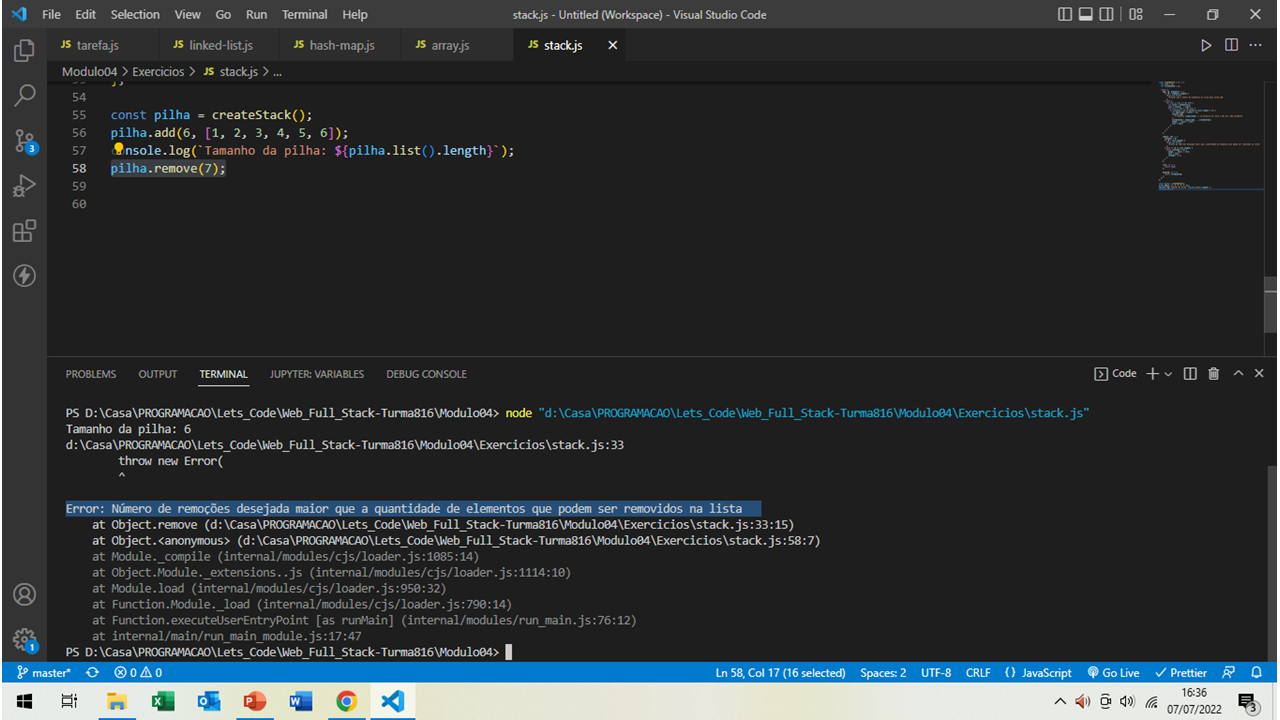 File Edit Selection View Go Run Terminal Help stack.js - Untitled (Workspace) - Visual Studio Code
JS tarefa.js JS linked-list.js JS hash-map.js JS array.js JS stack.js
Modulo04 > Exercicios > JS stack.js > ...
54
55 const pilha = createStack();
56 pilha.add(6, [1, 2, 3, 4, 5, 6]);
57 onsole.log(`Tamanho da pilha: ${pilha.list().length}`);
58 pilha.remove(7);
59
60
3
PROBLEMS OUTPUT TERMINAL JUPYTER: VARIABLES DEBUG CONSOLE Code
PS D:\Casa\PROGRAMACAO\Lets_Code\Web_Full_Stack-Turma816\Modulo04> node "d:\Casa\PROGRAMACAO\Lets_Code\Web_Full_Stack-Turma816\Modulo04\Exercicios\stack.js"
Tamanho da pilha: 6
d:\Casa\PROGRAMACAO\Lets_Code\Web_Full_Stack-Turma816\Modulo04\Exercicios\stack.js:33
throw new Error(
^
Error: Número de remoções desejada maior que a quantidade de elementos que podem ser removidos na lista
at Object.remove (d:\Casa\PROGRAMACAO\Lets_Code\Web_Full_Stack-Turma816\Modulo04\Exercicios\stack.js:33:15)
at Object.<anonymous> (d:\Casa\PROGRAMACAO\Lets_Code\Web_Full_Stack-Turma816\Modulo04\Exercicios\stack.js:58:7)
at Module._compile (internal/modules/cjs/loader.js:1085:14)
at Object.Module._extensions..js (internal/modules/cjs/loader.js:1114:10)
at Module.load (internal/modules/cjs/loader.js:950:32)
at Function.Module._load (internal/modules/cjs/loader.js:790:14)
at Function.executeUserEntryPoint [as runMain] (internal/modules/run_main.js:76:12)
at internal/main/run_main_module.js:17:47
PS D:\Casa\PROGRAMACAO\Lets_Code\Web_Full_Stack-Turma816\Modulo04>
1
master* 0 0 Ln 58, Col 17 (16 selected) Spaces: 2 UTF-8 CRLF {} JavaScript Go Live Prettier
16:36
07/07/2022
3